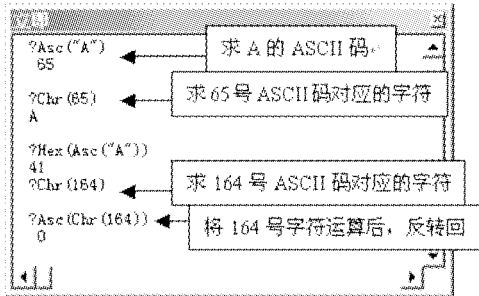 立即
?Asc("A")
65
求 A 的 ASCII 码
?Chr(65)
A
求 65 号 ASCII 码对应的字符
?Hex(Asc("A"))
41
?Chr(164)
求 164 号 ASCII 码对应的字符
?Asc(Chr(164))
0
将 164 号字符运算后，反转回